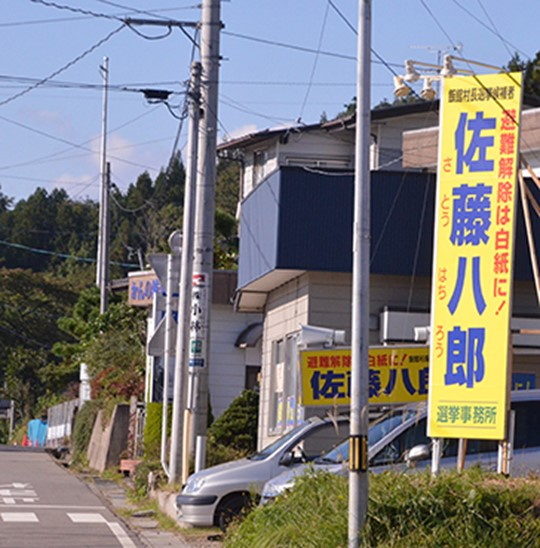 飯舘村長選挙候補者
避難解除は白紙に！
佐藤八郎
さとう はちろう
選挙事務所
避難解除は白紙に！
佐藤八郎
小林